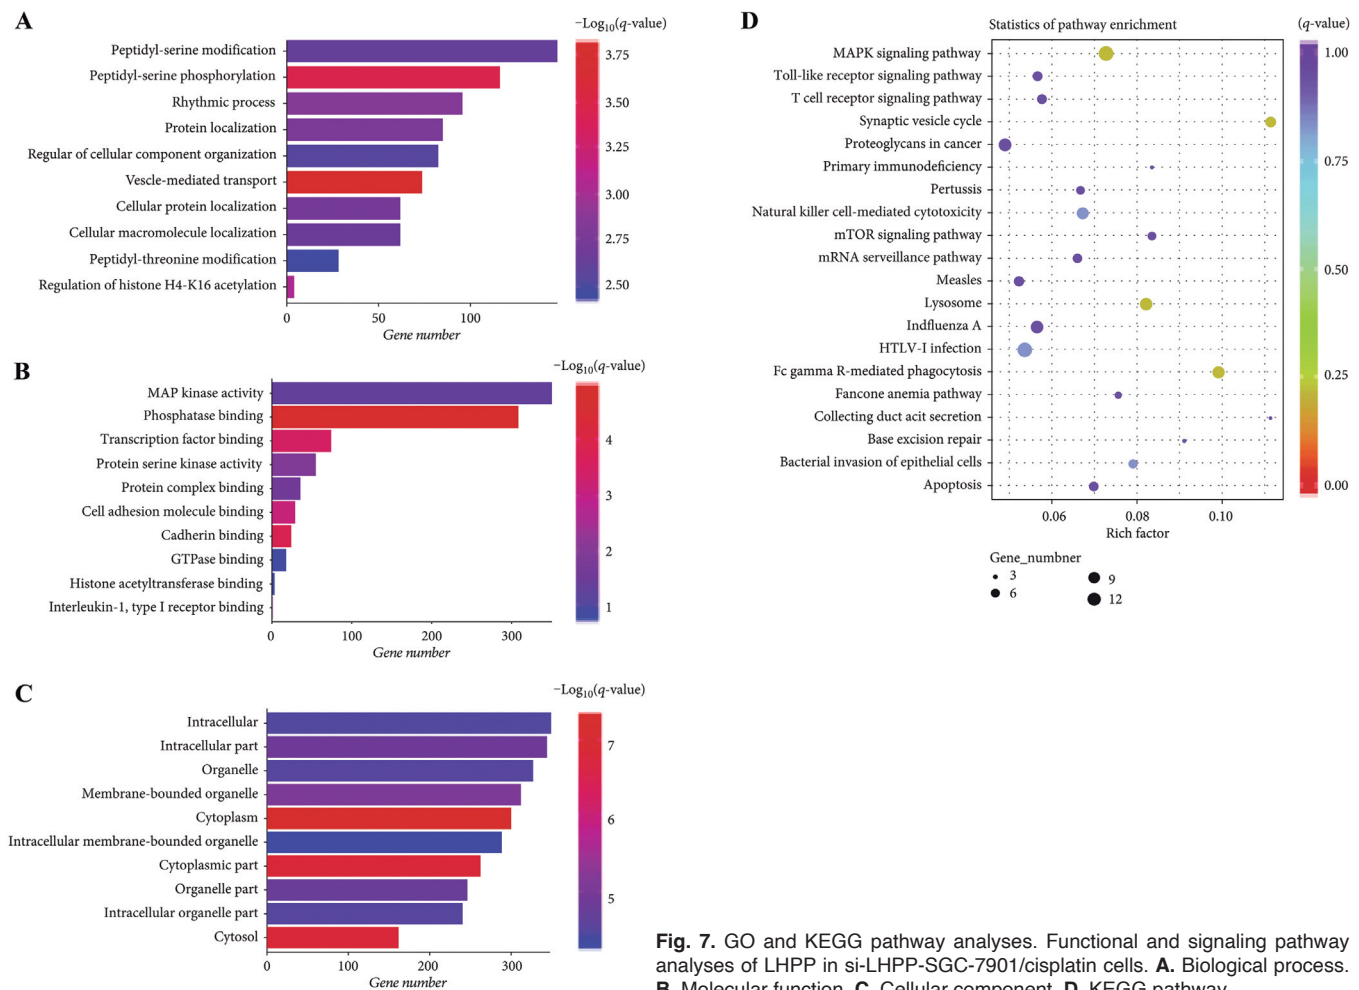 A
−Log10(q-value)
Peptidyl-serine modification
Peptidyl-serine phosphorylation
Rhythmic process
Protein localization
Regular of cellular component organization
Vescle-mediated transport
Cellular protein localization
Cellular macromolecule localization
Peptidyl-threonine modification
Regulation of histone H4-K16 acetylation
3.75
3.50
3.25
3.00
2.75
2.50
0 50 100
Gene number
B
−Log10(q-value)
MAP kinase activity
Phosphatase binding
Transcription factor binding
Protein serine kinase activity
Protein complex binding
Cell adhesion molecule binding
Cadherin binding
GTPase binding
Histone acetyltransferase binding
Interleukin-1, type I receptor binding
4
3
2
1
0 100 200 300
Gene number
C
−Log10(q-value)
Intracellular
Intracellular part
Organelle
Membrane-bounded organelle
Cytoplasm
Intracellular membrane-bounded organelle
Cytoplasmic part
Organelle part
Intracellular organelle part
Cytosol
7
6
5
0 100 200 300
Gene number
D
Statistics of pathway enrichment
(q-value)
MAPK signaling pathway
Toll-like receptor signaling pathway
T cell receptor signaling pathway
Synaptic vesicle cycle
Proteoglycans in cancer
Primary immunodeficiency
Pertussis
Natural killer cell-mediated cytotoxicity
mTOR signaling pathway
mRNA serveillance pathway
Measles
Lysosome
Indfluenza A
HTLV-I infection
Fc gamma R-mediated phagocytosis
Fancone anemia pathway
Collecting duct acit secretion
Base excision repair
Bacterial invasion of epithelial cells
Apoptosis
1.00
0.75
0.50
0.25
0.00
0.06 0.08 0.10
Rich factor
Gene_numbner
3 9
6 12
Fig. 7. GO and KEGG pathway analyses. Functional and signaling pathway
analyses of LHPP in si-LHPP-SGC-7901/cisplatin cells. A. Biological process.
B. Molecular function. C. Cellular component. D. KEGG pathway.